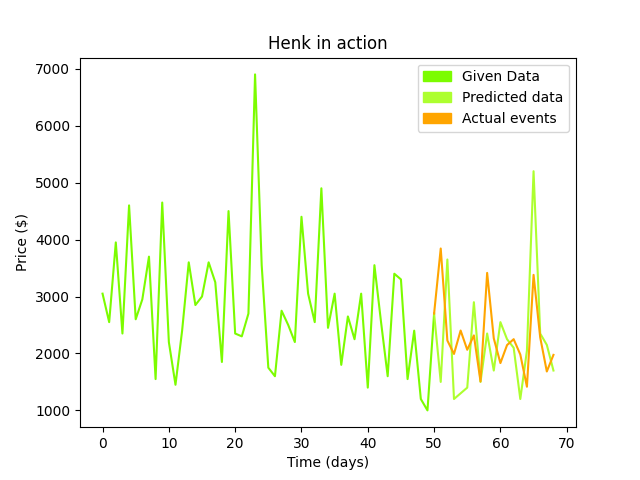 Henk in action
Given Data
Predicted data
Actual events
Price ($)
7000
6000
5000
4000
3000
2000
1000
0 10 20 30 40 50 60 70
Time (days)